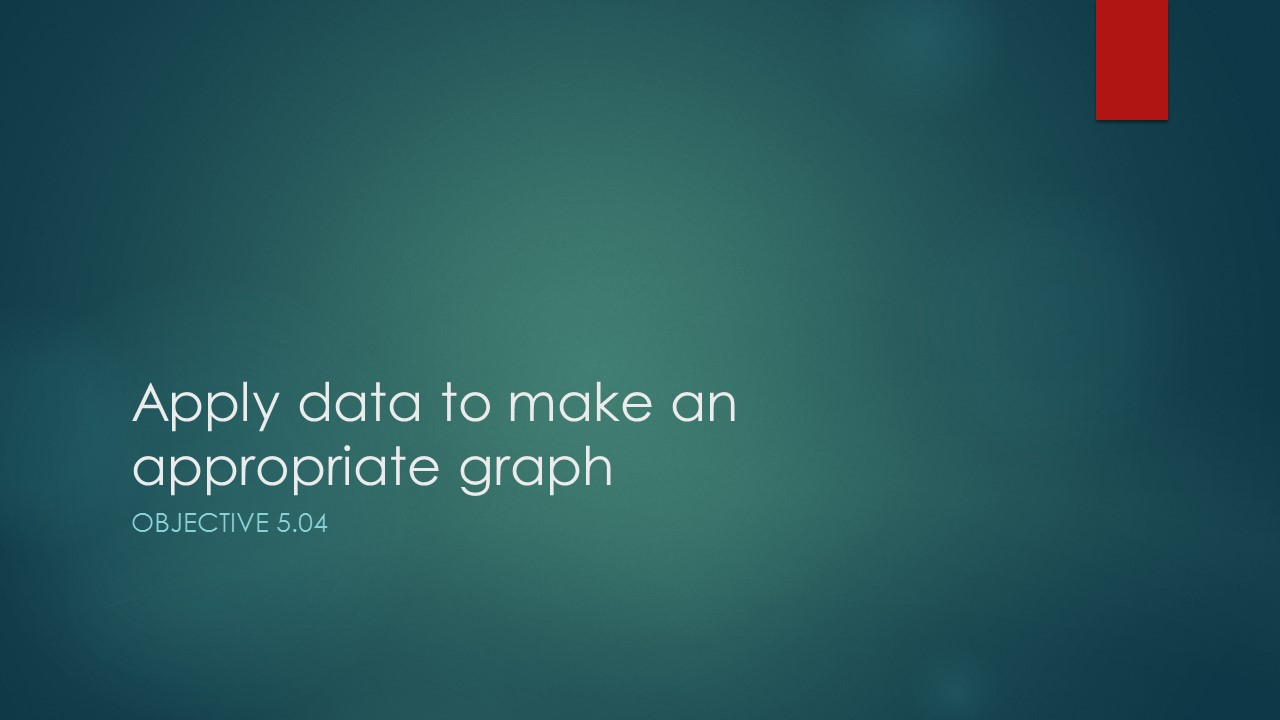 Apply data to make an
appropriate graph
OBJECTIVE 5.04